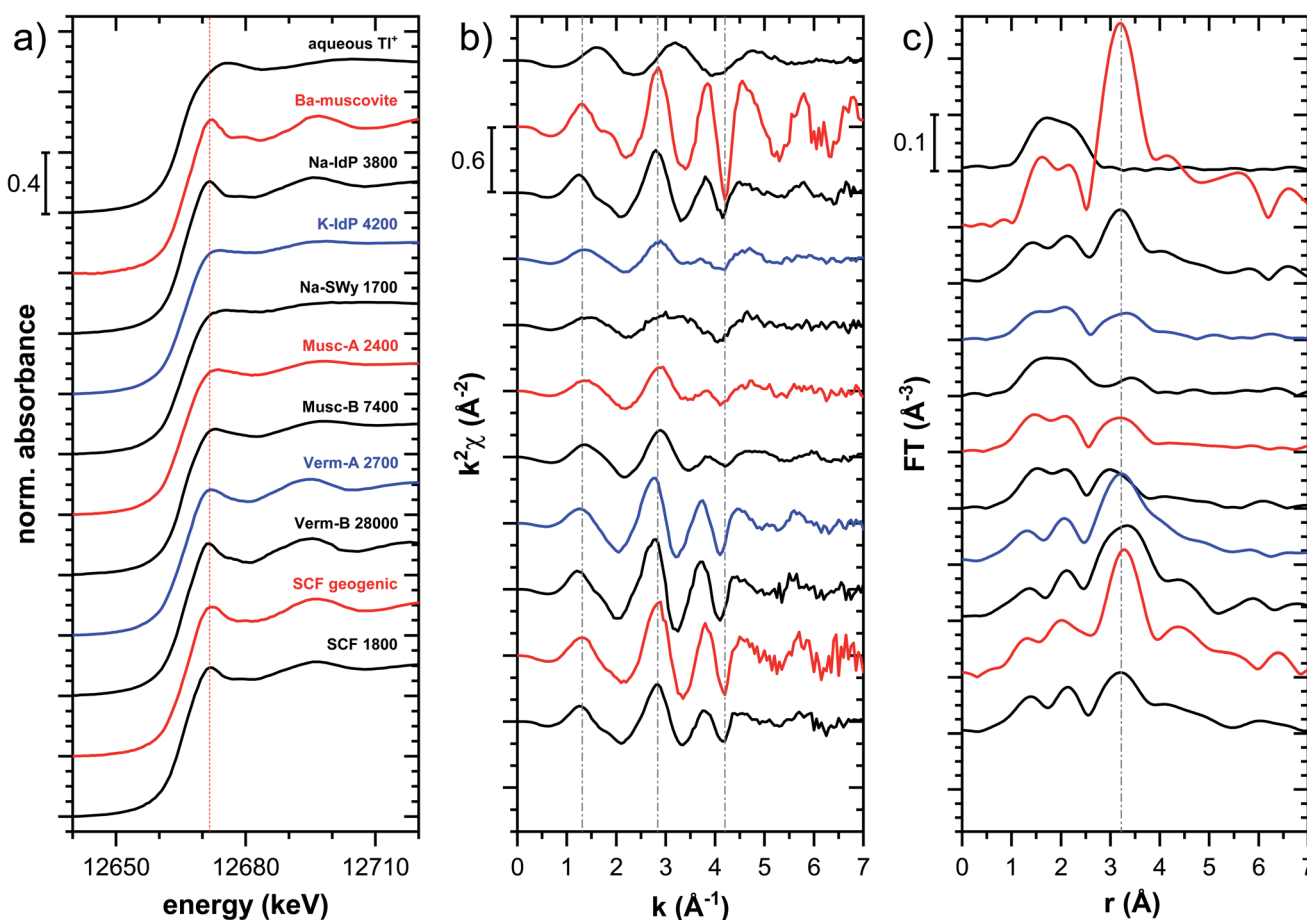 a)
aqueous Tl⁺
Ba-muscovite
Na-IdP 3800
K-IdP 4200
Na-SWy 1700
Musc-A 2400
Musc-B 7400
Verm-A 2700
Verm-B 28000
SCF geogenic
SCF 1800
0.4
norm. absorbance
12650 12680 12710
energy (keV)
b)
0.6
k²χ (Å⁻²)
0 1 2 3 4 5 6 7
k (Å⁻¹)
c)
0.1
FT (Å⁻³)
0 1 2 3 4 5 6 7
r (Å)